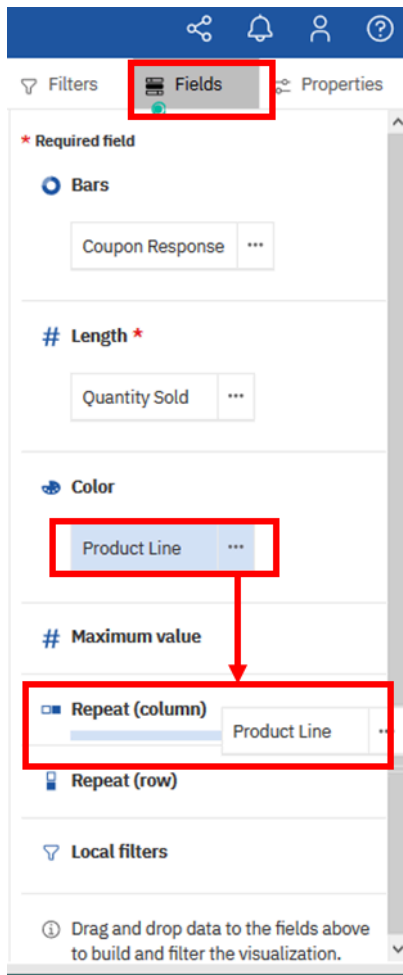 Filters Fields Properties
* Required field
Bars
Coupon Response ...
# Length *
Quantity Sold ...
Color
Product Line ...
# Maximum value
Repeat (column)
Product Line ...
Repeat (row)
Local filters
Drag and drop data to the fields above
to build and filter the visualization.